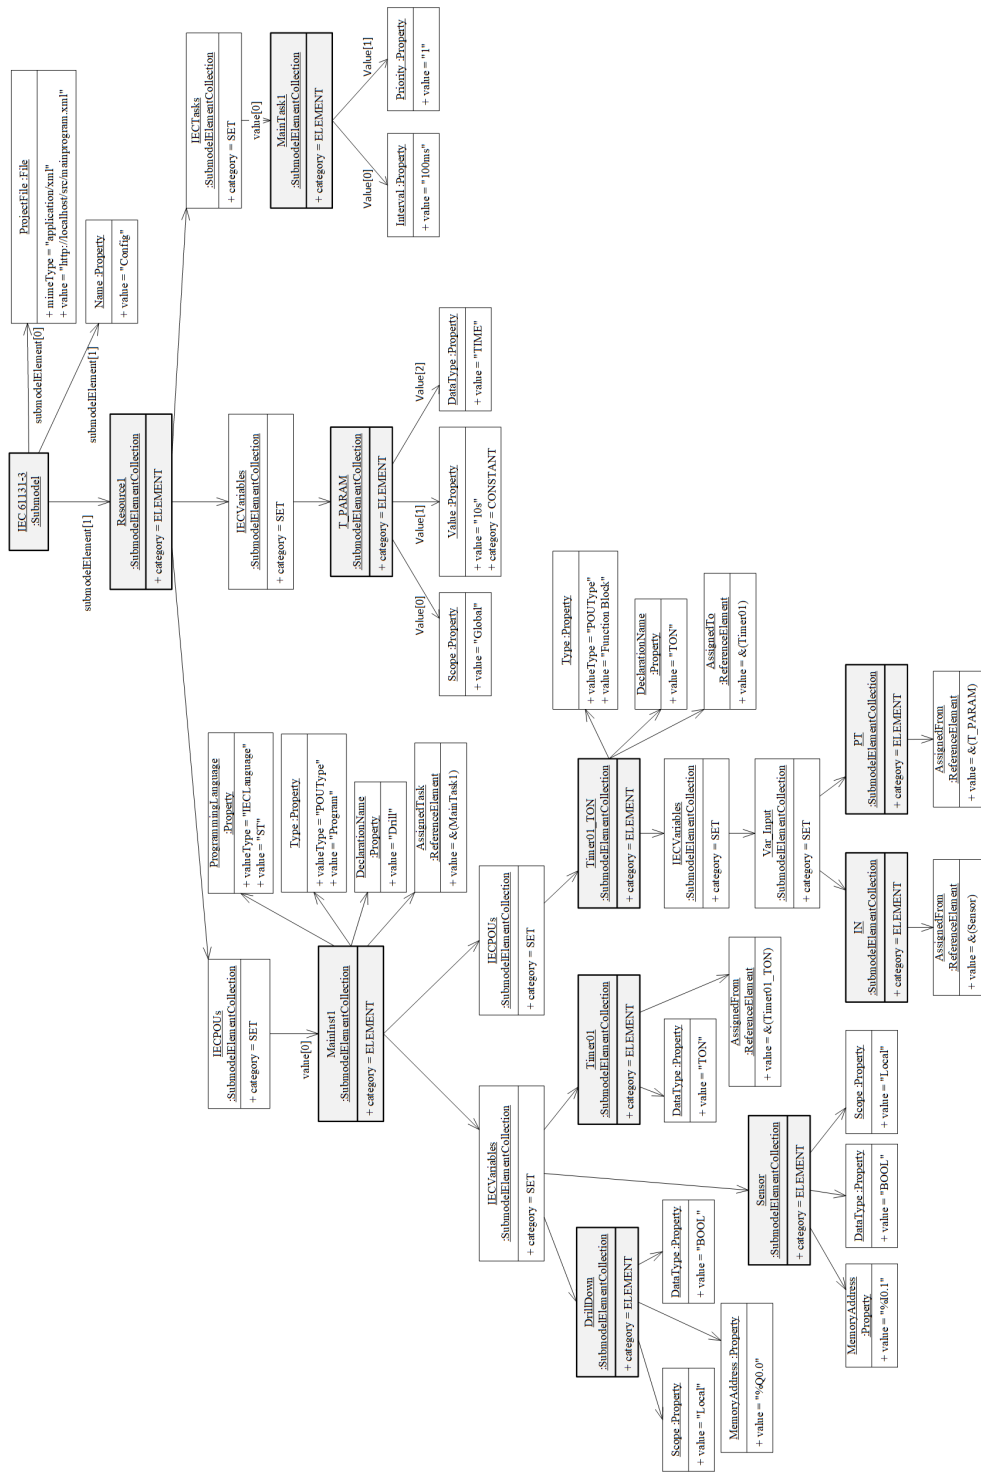 IEC 61131-3
:Submodel
submodelElement[0]
ProjectFile :File
+ mimeType = "application/xml"
+ value = "http://localhost/src/mainprogram.xml"
submodelElement[1]
Name :Property
+ value = "Config"
submodelElement[1]
Resource1
:SubmodelElementCollection
+ category = ELEMENT
IECPOUs
:SubmodelElementCollection
+ category = SET
IECVariables
:SubmodelElementCollection
+ category = SET
IECTasks
:SubmodelElementCollection
+ category = SET
value[0]
MainInst1
:SubmodelElementCollection
+ category = ELEMENT
ProgrammingLanguage
:Property
+ valueType = "IECLanguage"
+ value = "ST"
Type :Property
+ valueType = "POUType"
+ value = "Program"
DeclarationName
:Property
+ value = "Drill"
AssignedTask
:ReferenceElement
+ value = &(MainTask1)
T_PARAM
:SubmodelElementCollection
+ category = ELEMENT
Value[0]
Value[1]
Value[2]
Scope :Property
+ value = "Global"
Value :Property
+ value = "10s"
+ category = CONSTANT
DataType :Property
+ value = "TIME"
value[0]
MainTask1
:SubmodelElementCollection
+ category = ELEMENT
Value[0]
Value[1]
Interval :Property
+ value = "100ms"
Priority :Property
+ value = "1"
IECVariables
:SubmodelElementCollection
+ category = SET
IECPOUs
:SubmodelElementCollection
+ category = SET
DrillDown
:SubmodelElementCollection
+ category = ELEMENT
Scope :Property
+ value = "Local"
MemoryAddress :Property
+ value = "%Q0.0"
DataType :Property
+ value = "BOOL"
Timer01
:SubmodelElementCollection
+ category = ELEMENT
DataType :Property
+ value = "TON"
AssignedFrom
:ReferenceElement
+ value = &(Timer01_TON)
Sensor
:SubmodelElementCollection
+ category = ELEMENT
MemoryAddress
:Property
+ value = "%I0.1"
DataType :Property
+ value = "BOOL"
Scope :Property
+ value = "Local"
Timer01_TON
:SubmodelElementCollection
+ category = ELEMENT
Type :Property
+ valueType = "POUType"
+ value = "Function Block"
DeclarationName
:Property
+ value = "TON"
AssignedTo
:ReferenceElement
+ value = &(Timer01)
IECVariables
:SubmodelElementCollection
+ category = SET
Var_Input
:SubmodelElementCollection
+ category = SET
IN
:SubmodelElementCollection
+ category = ELEMENT
AssignedFrom
:ReferenceElement
+ value = &(Sensor)
PT
:SubmodelElementCollection
+ category = ELEMENT
AssignedFrom
:ReferenceElement
+ value = &(T_PARAM)